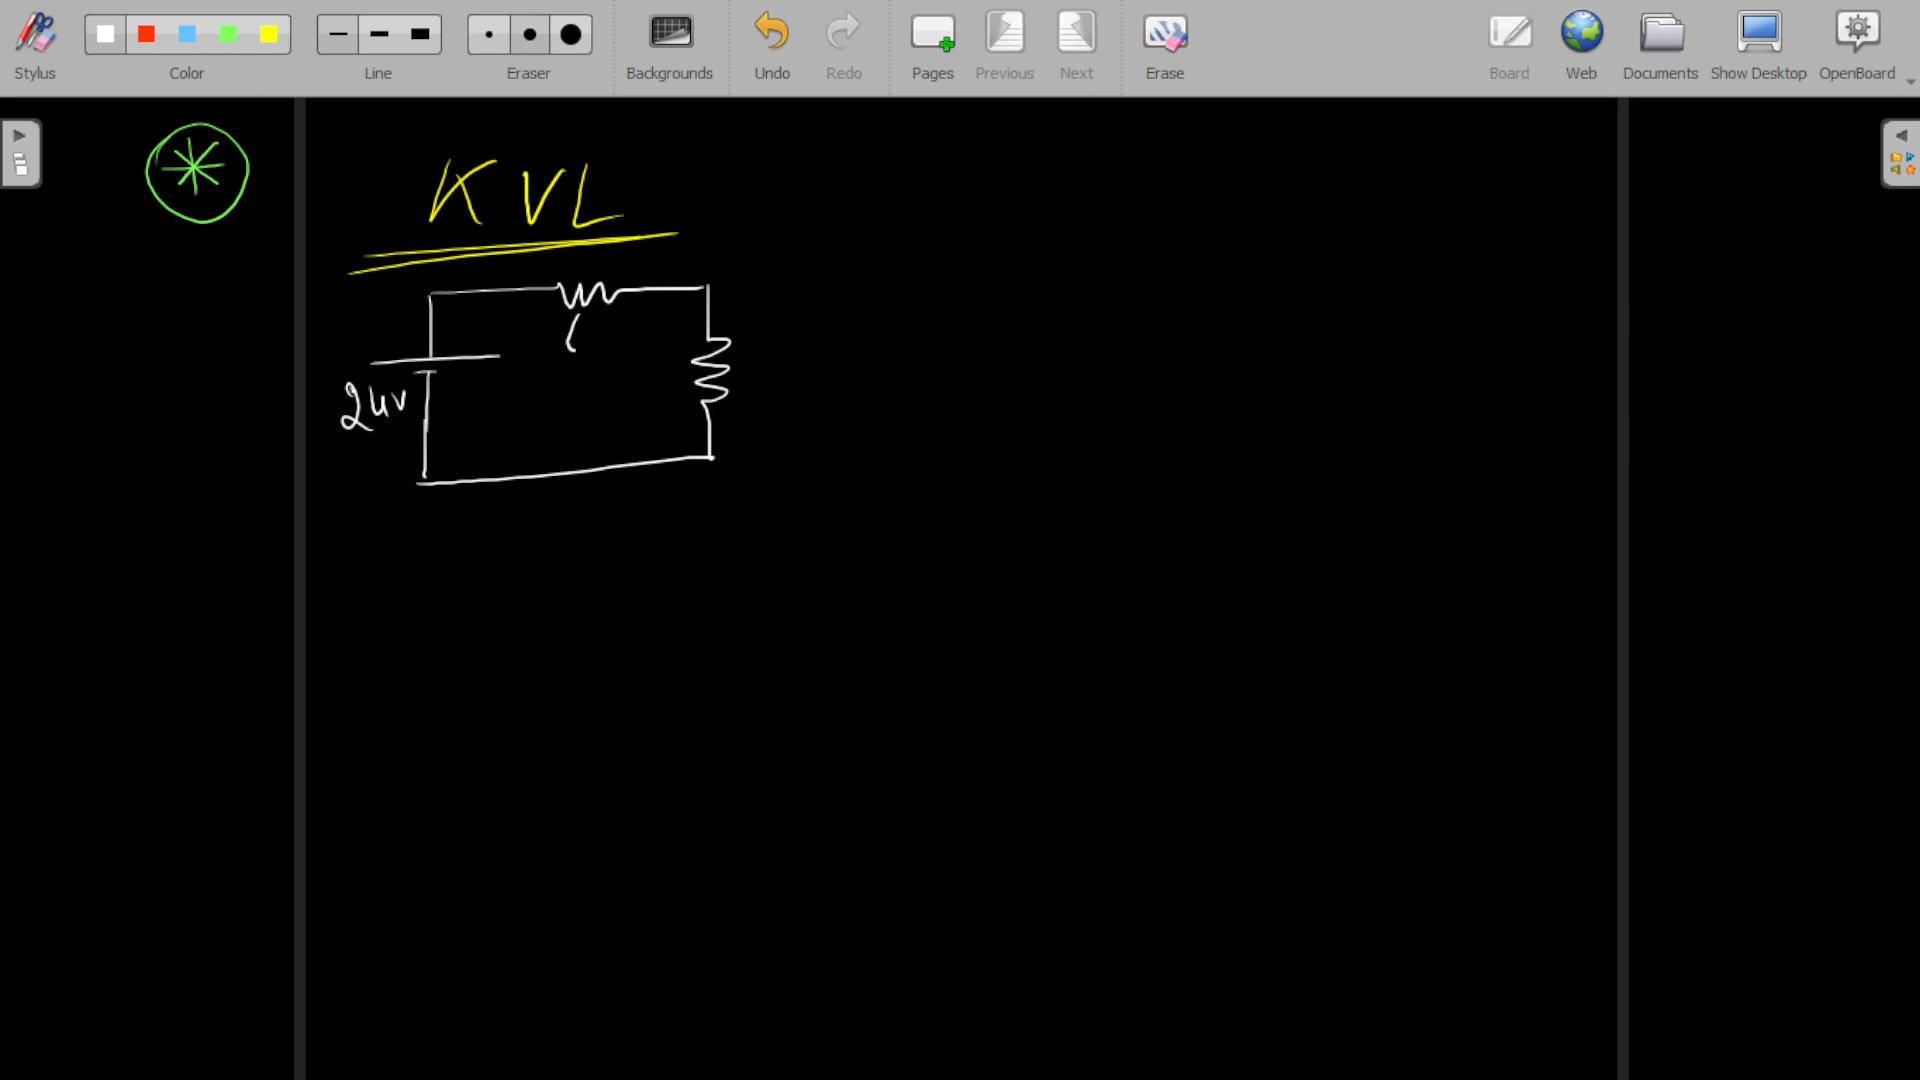 Stylus Color Line Eraser Backgrounds Undo Redo Pages Previous Next Erase Board Web Documents Show Desktop OpenBoard
KVL
24v